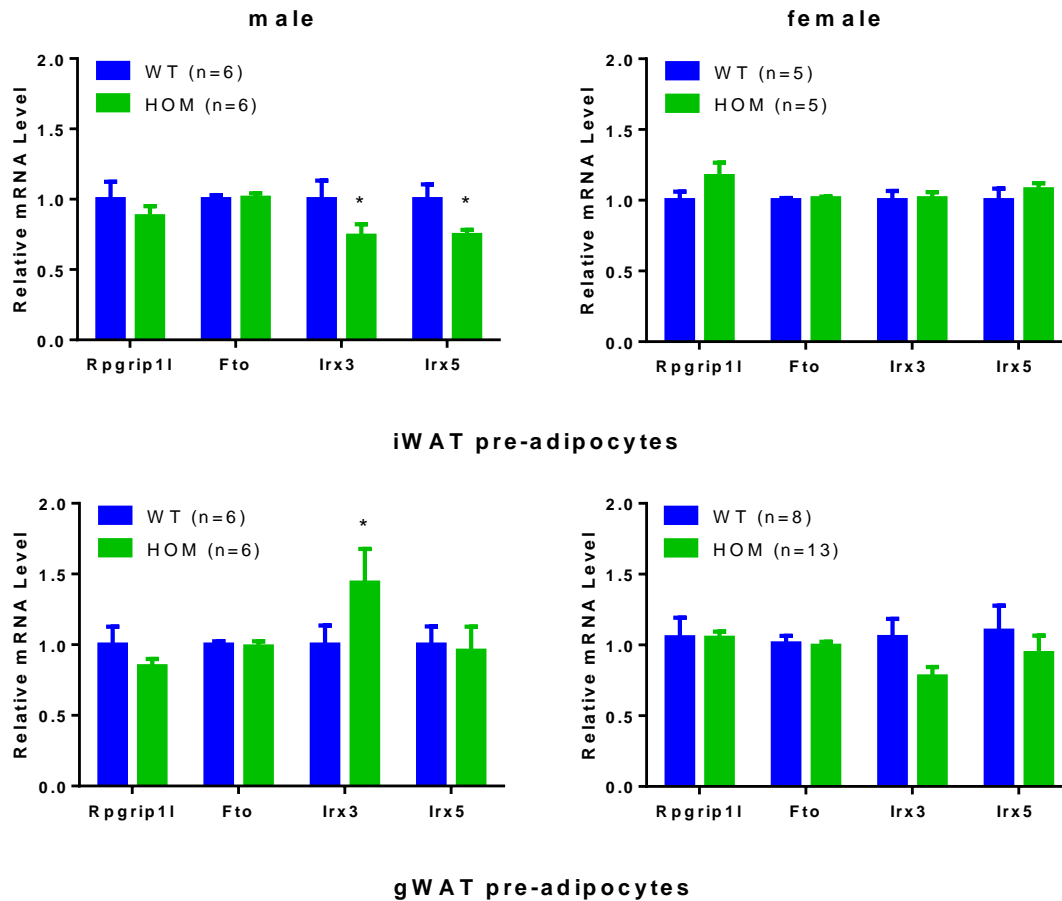 male
female
2.0
1.5
1.0
0.5
0.0
Relative mRNA Level
WT (n=6)
HOM (n=6)
*
*
Rpgrip1l Fto Irx3 Irx5
2.0
1.5
1.0
0.5
0.0
Relative mRNA Level
WT (n=5)
HOM (n=5)
Rpgrip1l Fto Irx3 Irx5
iWAT pre-adipocytes
2.0
1.5
1.0
0.5
0.0
Relative mRNA Level
WT (n=6)
HOM (n=6)
*
Rpgrip1l Fto Irx3 Irx5
2.0
1.5
1.0
0.5
0.0
Relative mRNA Level
WT (n=8)
HOM (n=13)
Rpgrip1l Fto Irx3 Irx5
gWAT pre-adipocytes